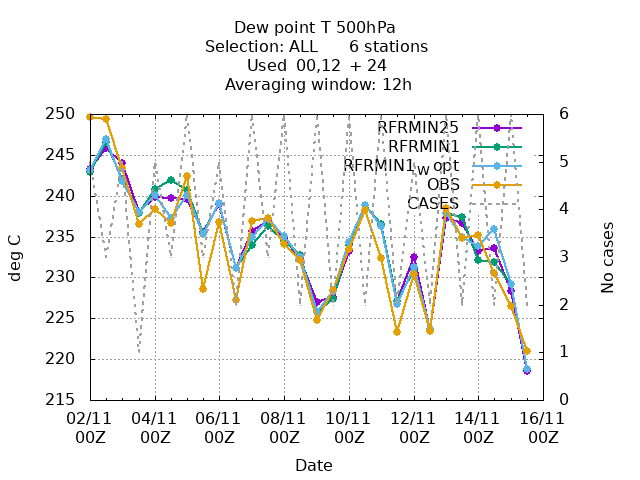 Dew point T 500hPa
Selection: ALL 6 stations
Used 00,12 + 24
Averaging window: 12h
250
245
240
235
230
225
220
215
deg C
6
5
4
3
2
1
0
No cases
RFRMIN25
RFRMIN1
RFRMIN1w opt
OBS
CASES
02/11 04/11 06/11 08/11 10/11 12/11 14/11 16/11
00Z 00Z 00Z 00Z 00Z 00Z 00Z 00Z
Date